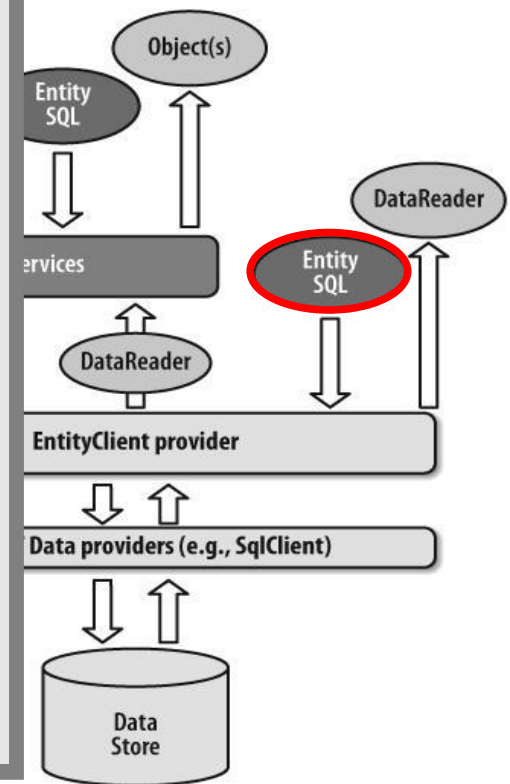 Object(s)
Entity
SQL
DataReader
ervices
Entity
SQL
DataReader
EntityClient provider
Data providers (e.g., SqlClient)
Data
Store